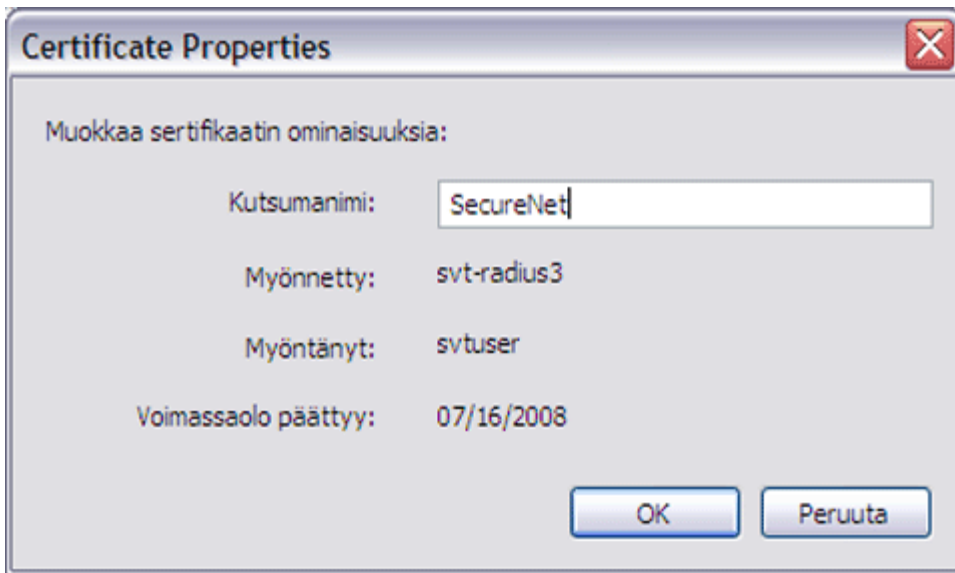 Certificate Properties
Muokkaa sertifikaatin ominaisuuksia:
Kutsumanimi: SecureNet
Myönnetty: svt-radius3
Myöntänyt: svtuser
Voimassaolo päättyy: 07/16/2008
OK Peruuta